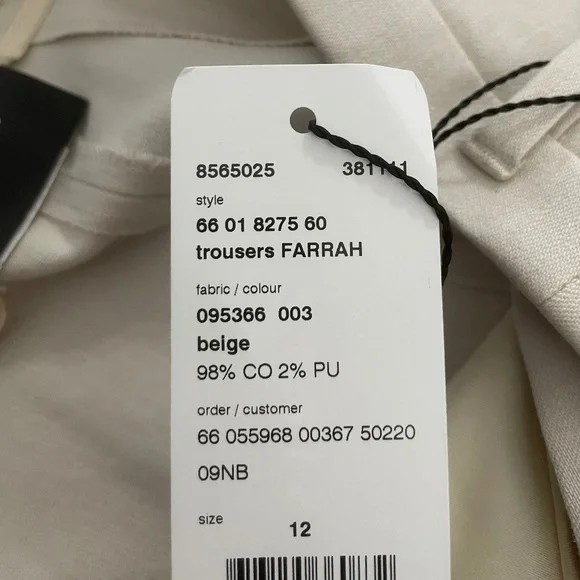 8565025 381141
style
66 01 8275 60
trousers FARRAH
fabric / colour
095366 003
beige
98% CO 2% PU
order / customer
66 055968 00367 50220
09NB
size
12